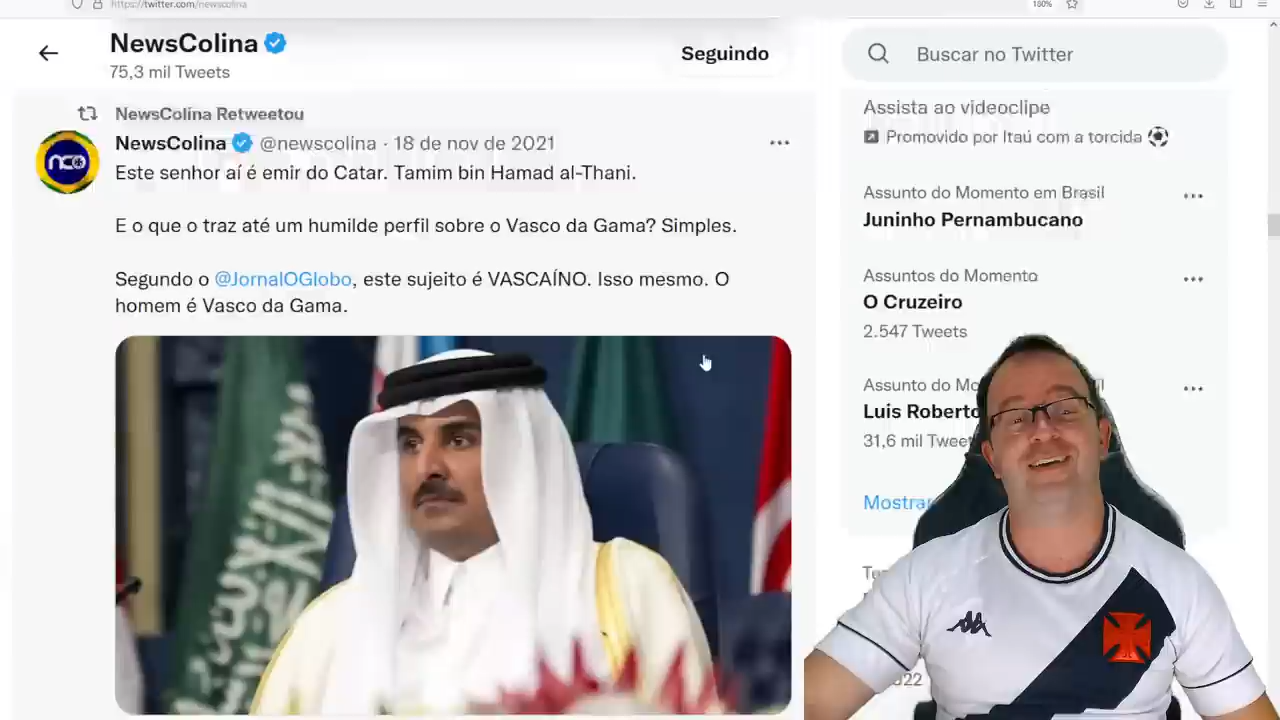 https://twitter.com/newscolina
180%
NewsColina
75,3 mil Tweets
Seguindo
Buscar no Twitter
NewsColina Retweetou
NewsColina @newscolina · 18 de nov de 2021
Este senhor aí é emir do Catar. Tamim bin Hamad al-Thani.
E o que o traz até um humilde perfil sobre o Vasco da Gama? Simples.
Segundo o @JornalOGlobo, este sujeito é VASCAÍNO. Isso mesmo. O
homem é Vasco da Gama.
nco
Assista ao videoclipe
Promovido por Itaú com a torcida
Assunto do Momento em Brasil
Juninho Pernambucano
Assuntos do Momento
O Cruzeiro
2.547 Tweets
Assunto do
Luis Roberto
31,6 mil